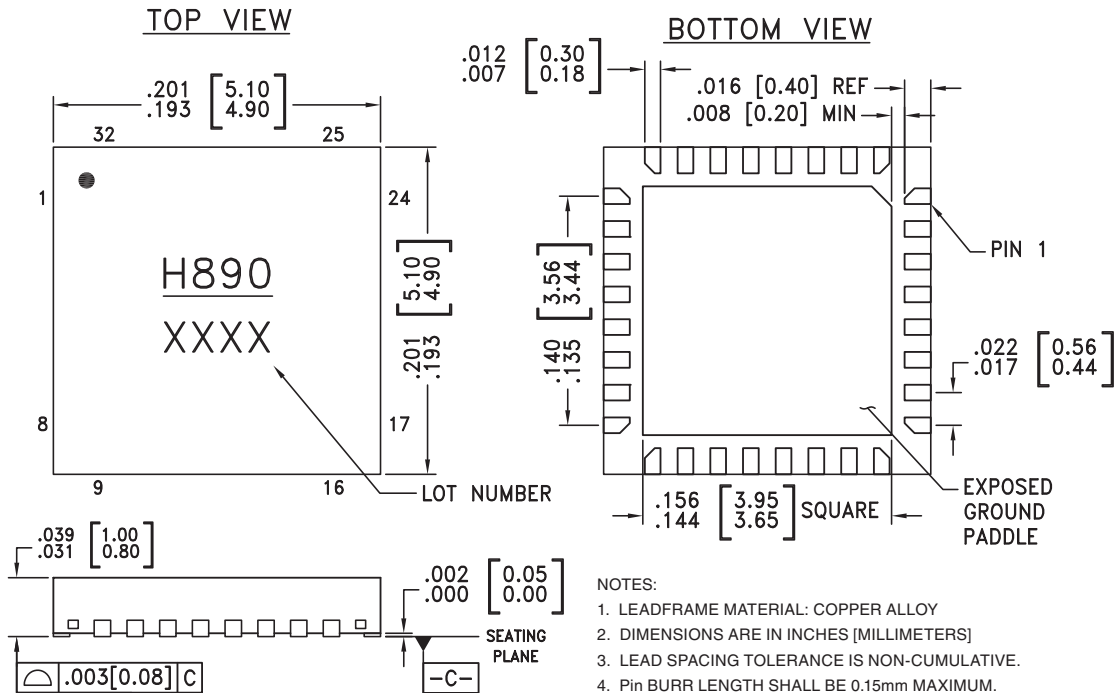 TOP VIEW
.201 [5.10]
.193 [4.90]
32 25
1 24
H890
XXXX
[5.10]
[4.90]
.201
.193
8 17
9 16
LOT NUMBER
BOTTOM VIEW
.012 [0.30]
.007 [0.18]
.016 [0.40] REF
.008 [0.20] MIN
PIN 1
[3.56]
[3.44]
.140
.135
.022 [0.56]
.017 [0.44]
.156 [3.95] SQUARE
.144 [3.65]
EXPOSED
GROUND
PADDLE
.039 [1.00]
.031 [0.80]
.002 [0.05]
.000 [0.00]
SEATING
PLANE
.003[0.08] C
-C-
NOTES:
1. LEADFRAME MATERIAL: COPPER ALLOY
2. DIMENSIONS ARE IN INCHES [MILLIMETERS]
3. LEAD SPACING TOLERANCE IS NON-CUMULATIVE.
4. Pin BURR LENGTH SHALL BE 0.15mm MAXIMUM.